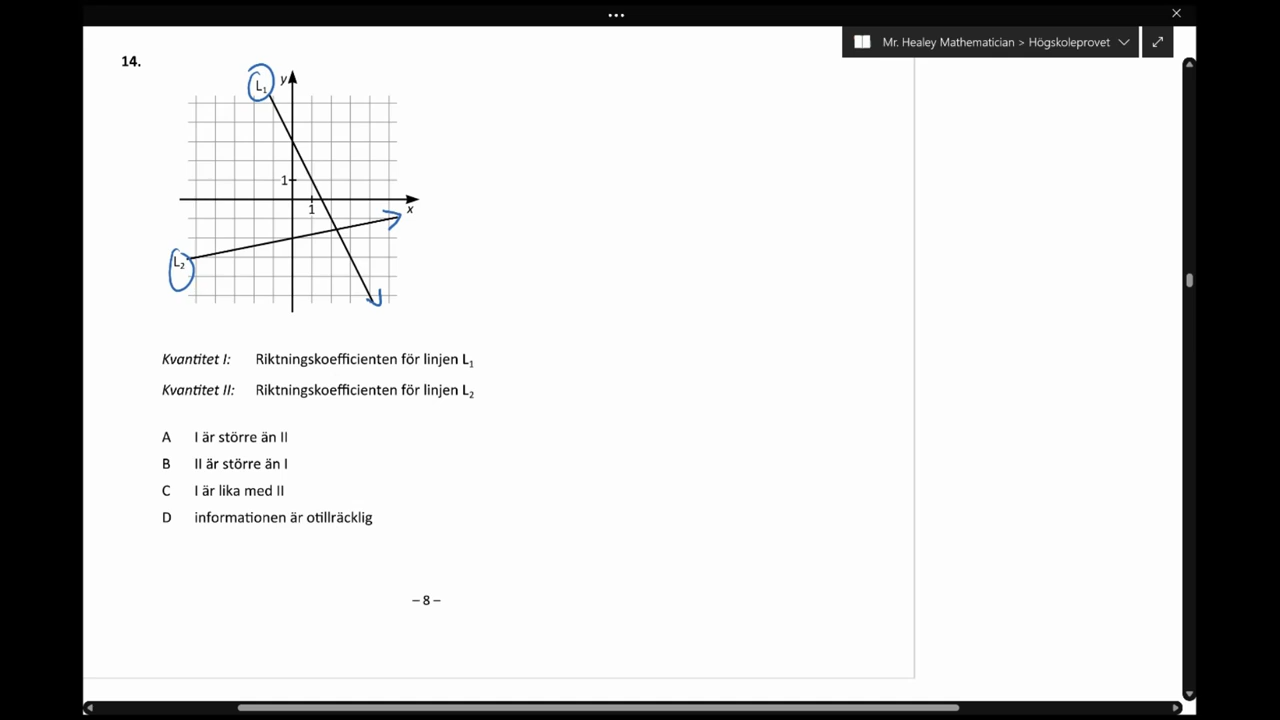 Mr. Healey Mathematician > Högskoleprovet
14.
L₁
y
1
1
x
L₂
Kvantitet I: Riktningskoefficienten för linjen L₁
Kvantitet II: Riktningskoefficienten för linjen L₂
A I är större än II
B II är större än I
C I är lika med II
D informationen är otillräcklig
– 8 –